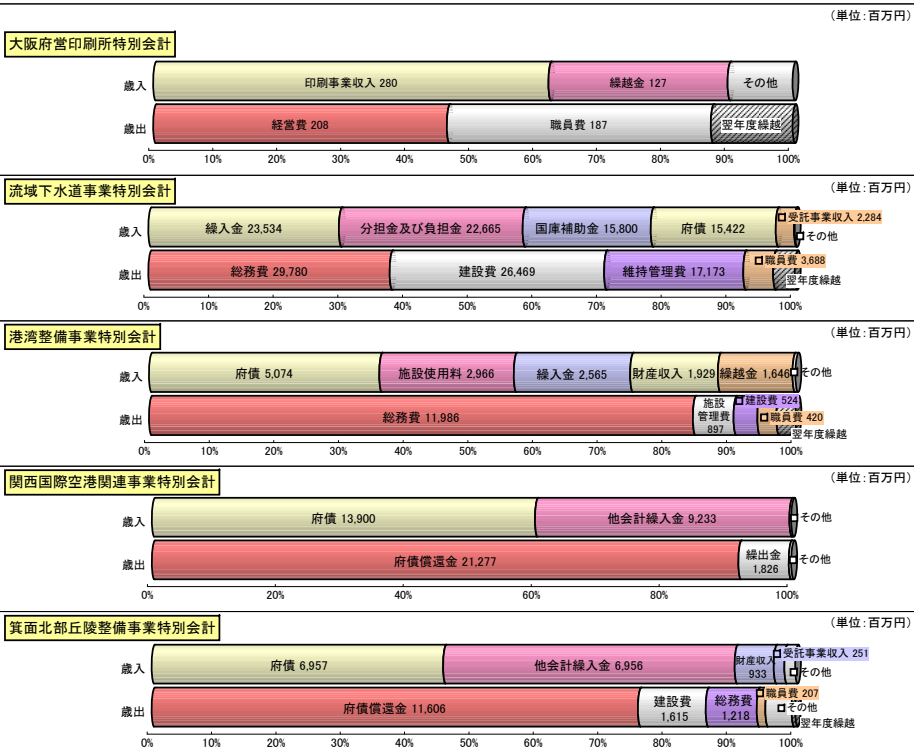 （単位：百万円）
大阪府営印刷所特別会計
歳入
印刷事業収入 280
繰越金 127
その他
歳出
経営費 208
職員費 187
翌年度繰越
0% 10% 20% 30% 40% 50% 60% 70% 80% 90% 100%
流域下水道事業特別会計
（単位：百万円）
歳入
繰入金 23,534
分担金及び負担金 22,665
国庫補助金 15,800
府債 15,422
受託事業収入 2,284
その他
歳出
総務費 29,780
建設費 26,469
維持管理費 17,173
職員費 3,688
翌年度繰越
0% 10% 20% 30% 40% 50% 60% 70% 80% 90% 100%
港湾整備事業特別会計
（単位：百万円）
歳入
府債 5,074
施設使用料 2,966
繰入金 2,565
財産収入 1,929
繰越金 1,646
その他
歳出
総務費 11,986
施設
管理費
897
建設費 524
職員費 420
翌年度繰越
0% 10% 20% 30% 40% 50% 60% 70% 80% 90% 100%
関西国際空港関連事業特別会計
（単位：百万円）
歳入
府債 13,900
他会計繰入金 9,233
その他
歳出
府債償還金 21,277
繰出金
1,826
その他
0% 20% 40% 60% 80% 100%
箕面北部丘陵整備事業特別会計
（単位：百万円）
歳入
府債 6,957
他会計繰入金 6,956
財産収入
933
受託事業収入 251
その他
歳出
府債償還金 11,606
建設費
1,615
総務費
1,218
職員費 207
その他
翌年度繰越
0% 10% 20% 30% 40% 50% 60% 70% 80% 90% 100%